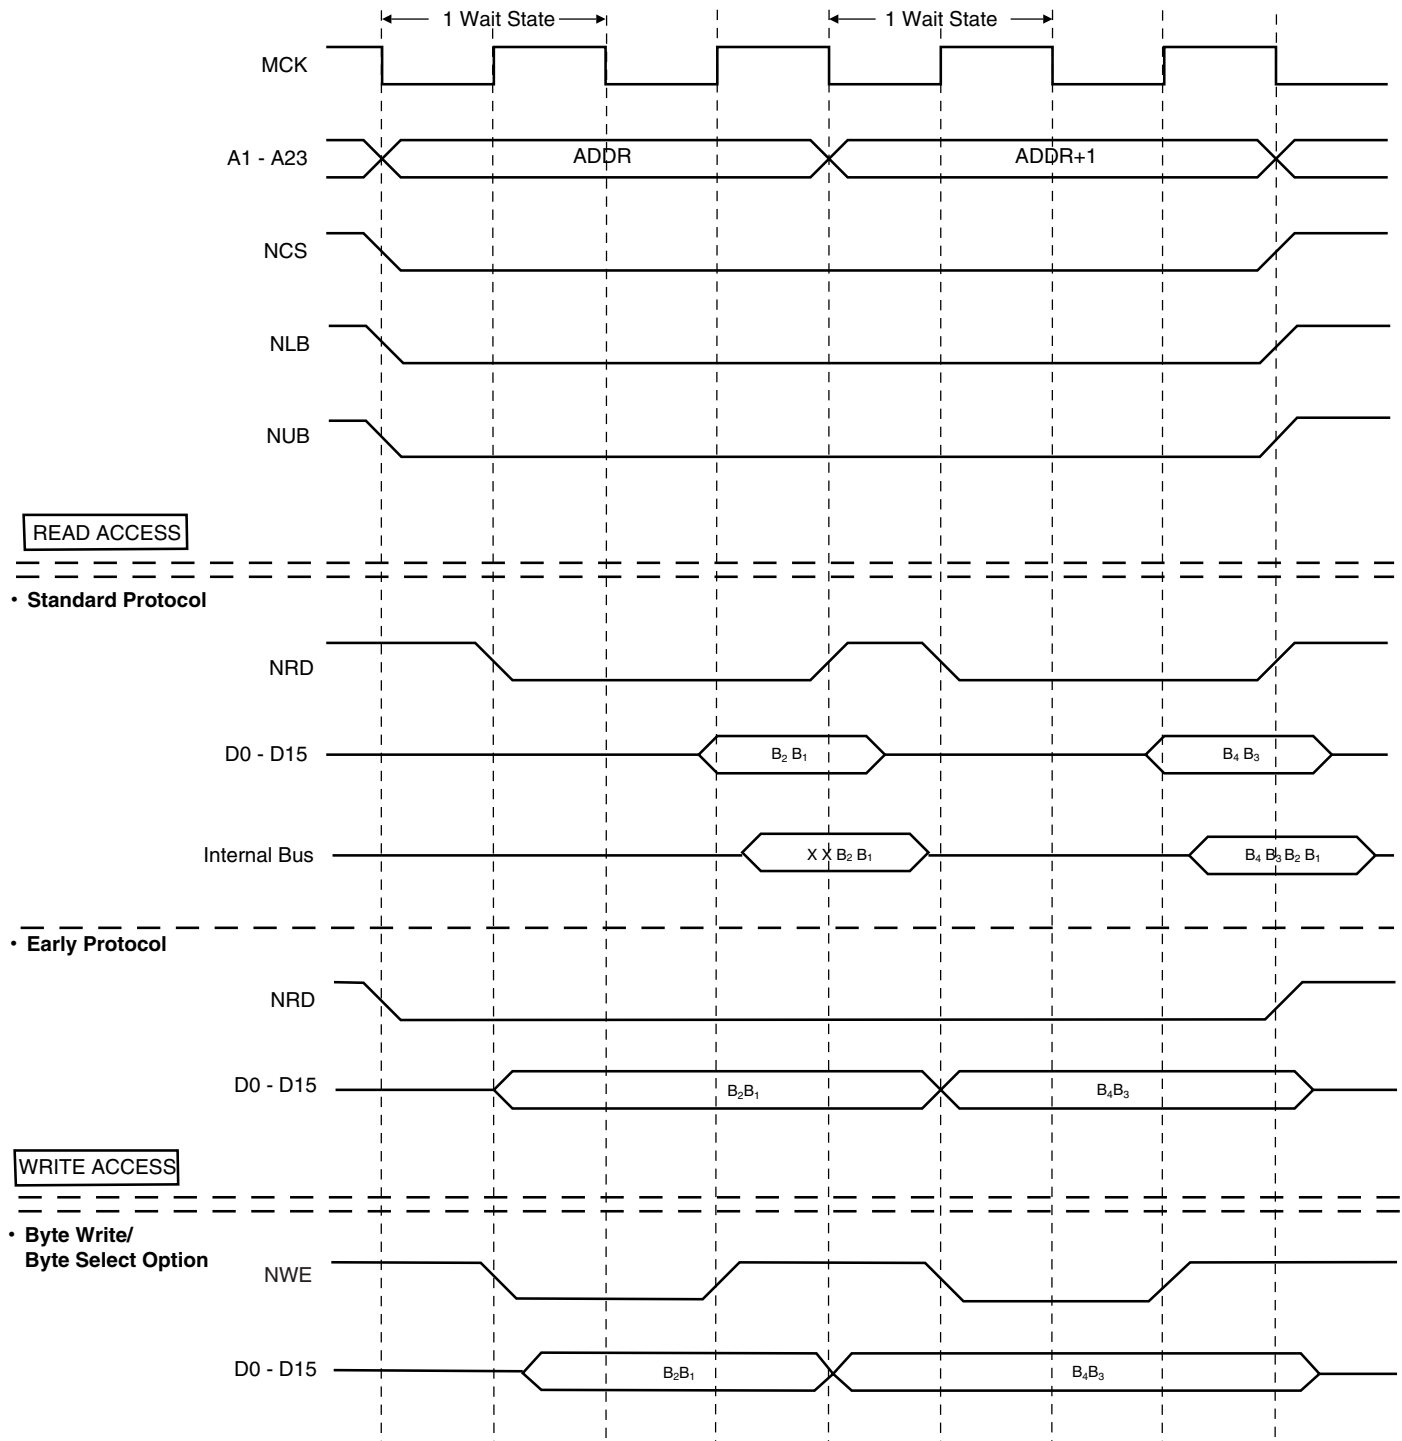 1 Wait State 1 Wait State
MCK
A1 - A23 ADDR ADDR+1
NCS
NLB
NUB
READ ACCESS
• Standard Protocol
NRD
D0 - D15 B₂ B₁ B₄ B₃
Internal Bus X X B₂ B₁ B₄ B₃ B₂ B₁
• Early Protocol
NRD
D0 - D15 B₂B₁ B₄B₃
WRITE ACCESS
• Byte Write/
Byte Select Option
NWE
D0 - D15 B₂B₁ B₄B₃